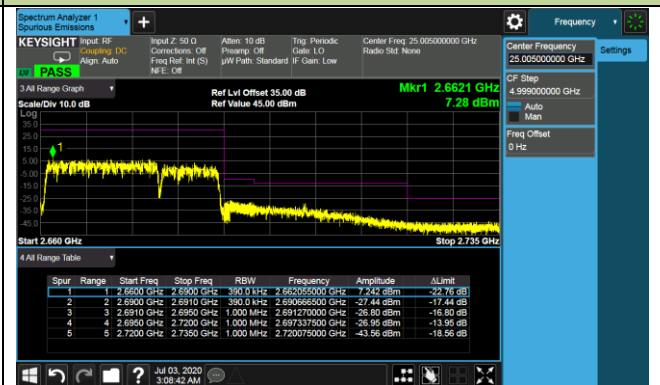 Spectrum Analyzer 1
Spurious Emissions
+
Frequency
KEYSIGHT
Input: RF
Coupling: DC
Align: Auto
Input Z: 50 Ω
Corrections: Off
Freq Ref: Int (S)
NFE: Off
Atten: 10 dB
Preamp: Off
µW Path: Standard
Trig: Periodic
Gate: LO
IF Gain: Low
Center Freq: 25.005000000 GHz
Radio Std: None
PASS
Center Frequency
25.005000000 GHz
Settings
CF Step
4.999000000 GHz
Auto
Man
Freq Offset
0 Hz
3 All Range Graph
Scale/Div 10.0 dB
Ref Lvl Offset 35.00 dB
Ref Value 45.00 dBm
Mkr1 2.6621 GHz
7.28 dBm
Log
35.0
25.0
15.0
5.00
-5.00
-15.0
-25.0
-35.0
-45.0
1
Start 2.660 GHz
Stop 2.735 GHz
4 All Range Table
Spur Range Start Freq Stop Freq RBW Frequency Amplitude ΔLimit
1 1 2.6600 GHz 2.6900 GHz 390.0 kHz 2.662055000 GHz 7.242 dBm -22.76 dB
2 2 2.6900 GHz 2.6910 GHz 390.0 kHz 2.690666500 GHz -27.44 dBm -17.44 dB
3 3 2.6910 GHz 2.6950 GHz 1.000 MHz 2.691270000 GHz -26.80 dBm -16.80 dB
4 4 2.6950 GHz 2.7200 GHz 1.000 MHz 2.697337500 GHz -26.95 dBm -13.95 dB
5 5 2.7200 GHz 2.7350 GHz 1.000 MHz 2.720075000 GHz -43.56 dBm -18.56 dB
?
Jul 03, 2020
3:08:42 AM